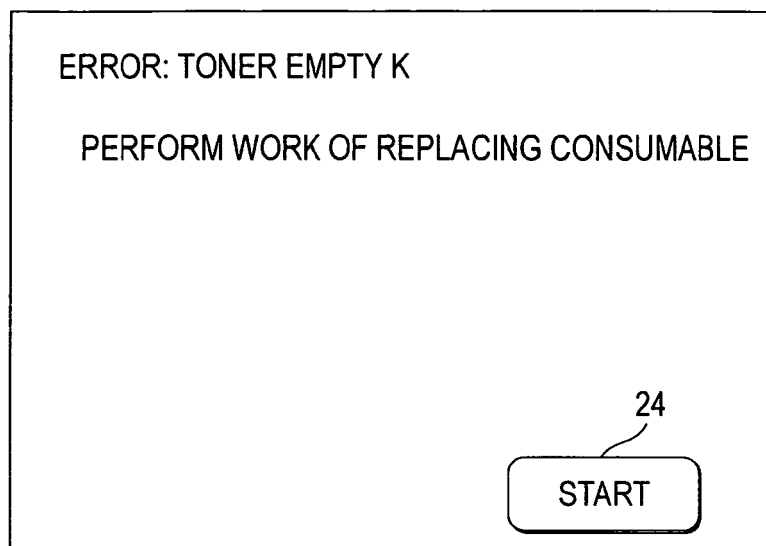 ERROR: TONER EMPTY K
PERFORM WORK OF REPLACING CONSUMABLE
24
START